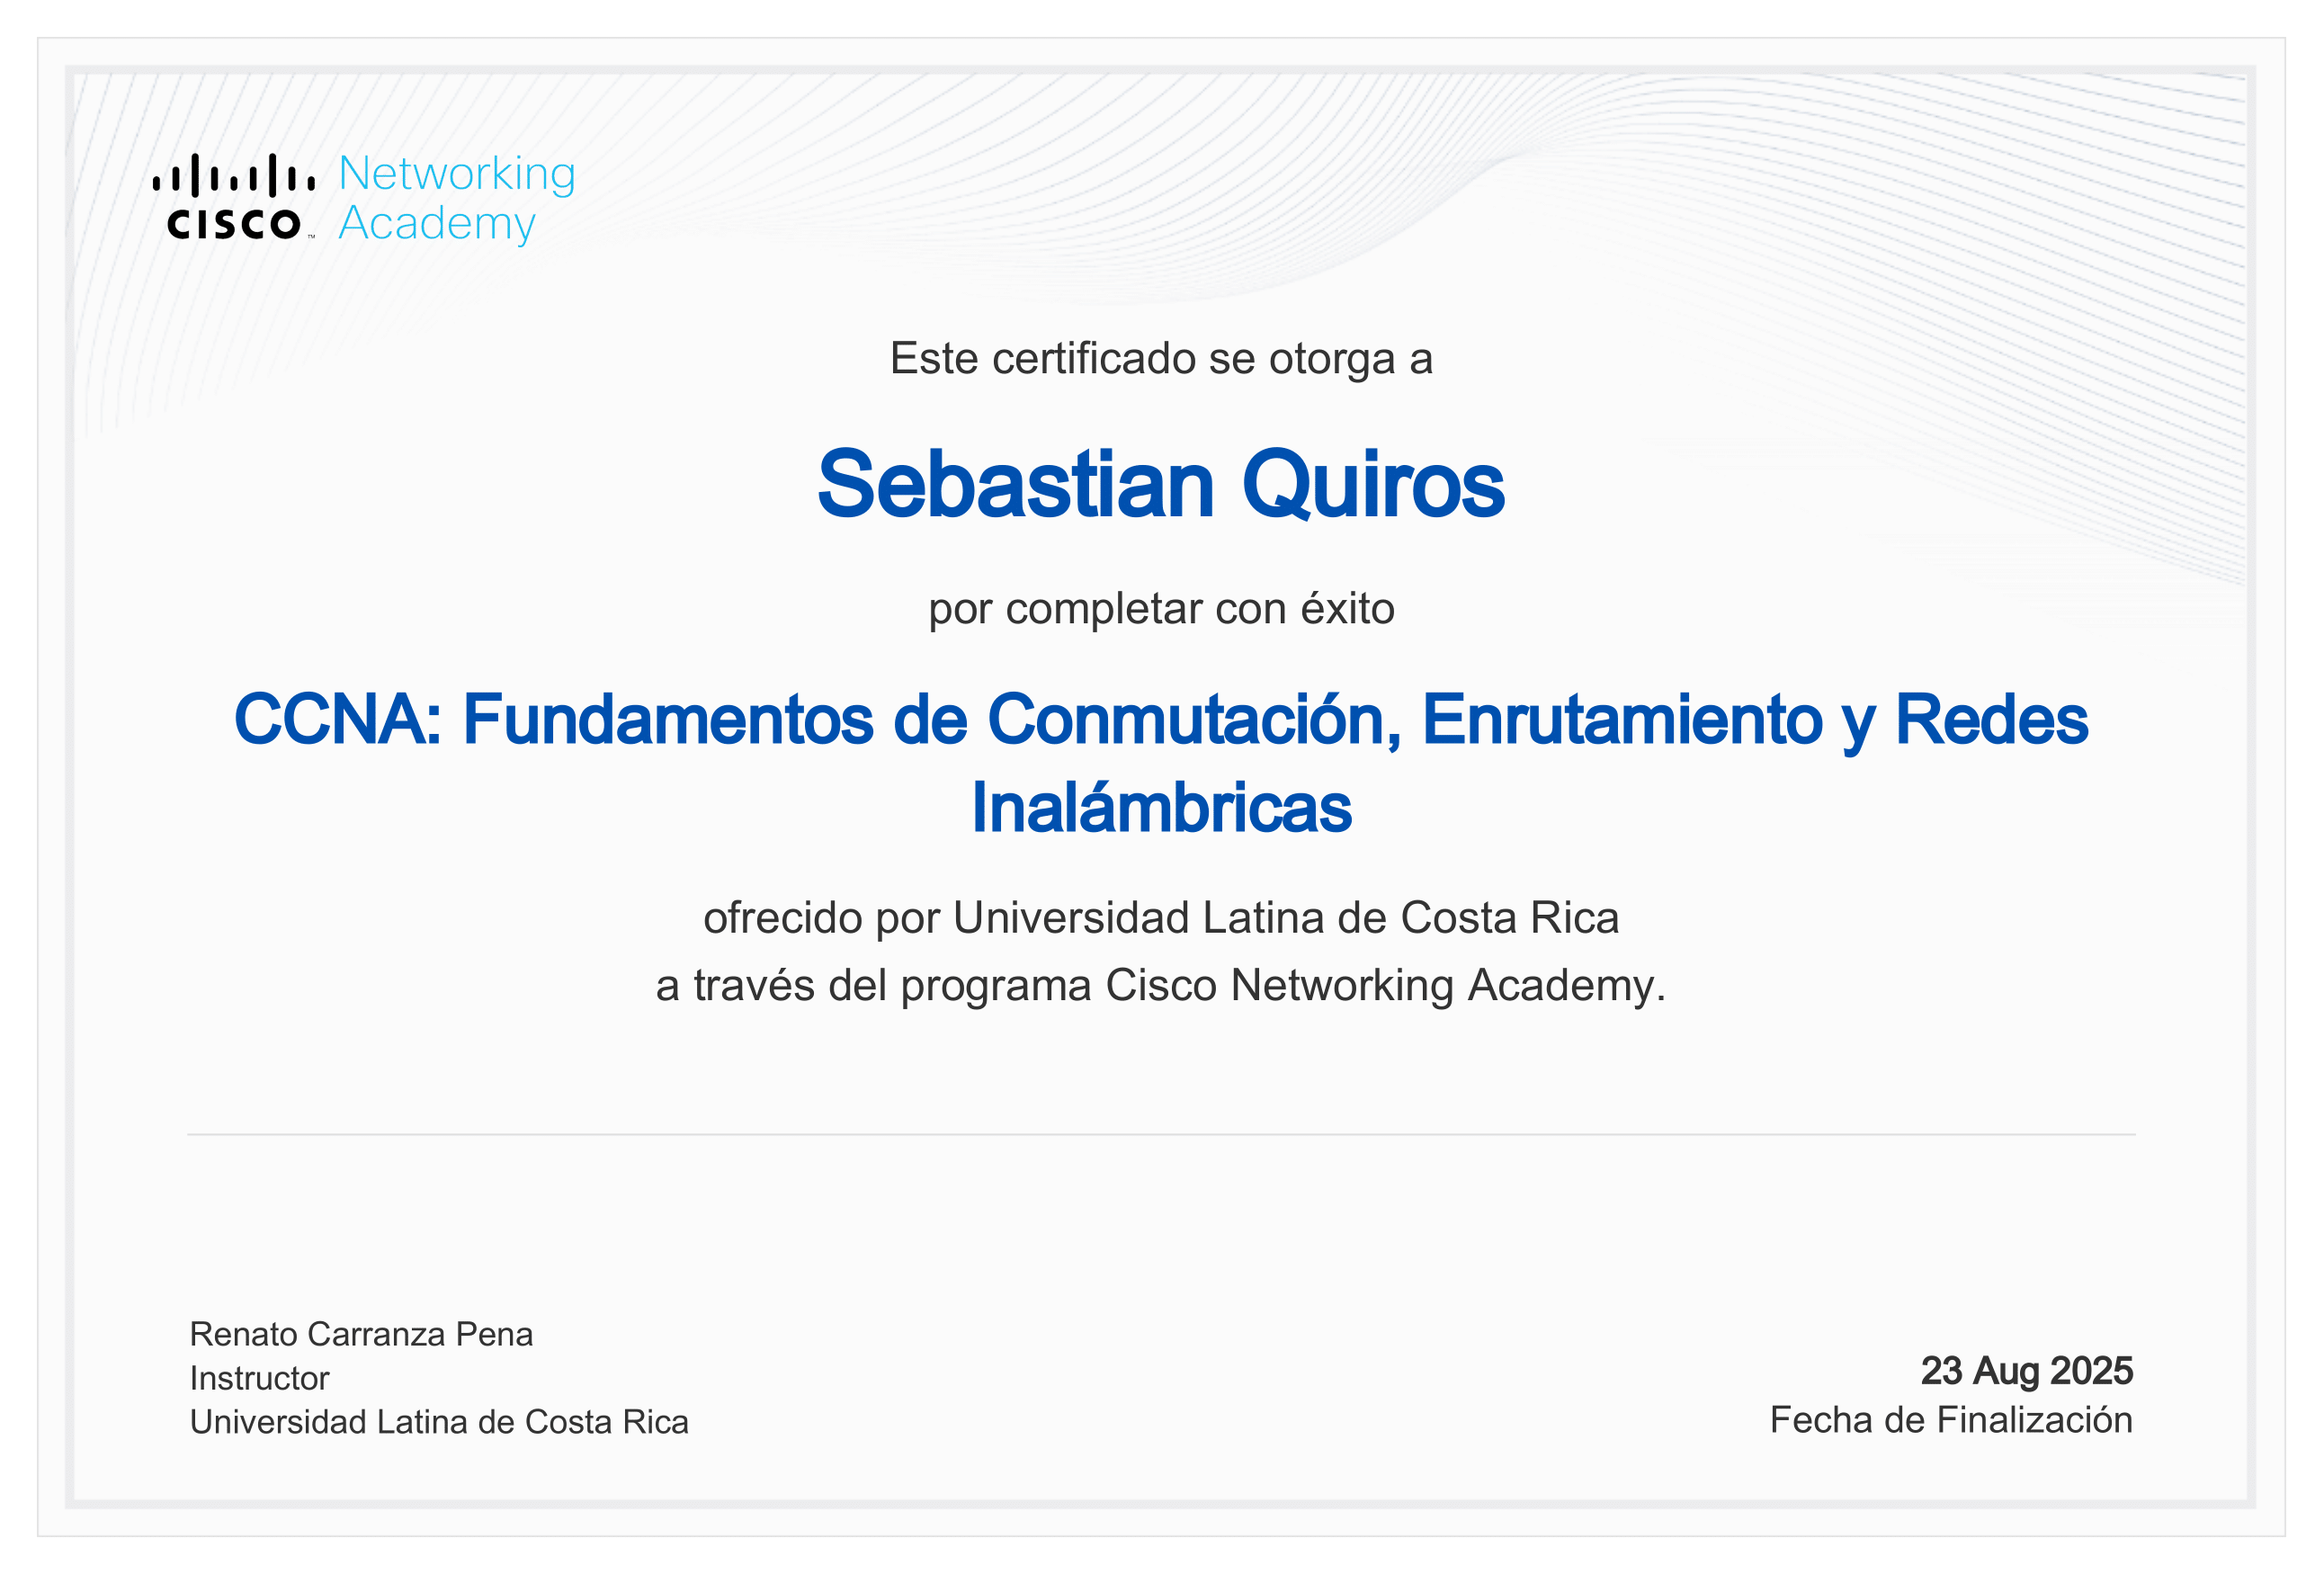 CISCO™
Networking
Academy
Este certificado se otorga a
Sebastian Quiros
por completar con éxito
CCNA: Fundamentos de Conmutación, Enrutamiento y Redes
Inalámbricas
ofrecido por Universidad Latina de Costa Rica
a través del programa Cisco Networking Academy.
Renato Carranza Pena
Instructor
Universidad Latina de Costa Rica
23 Aug 2025
Fecha de Finalización